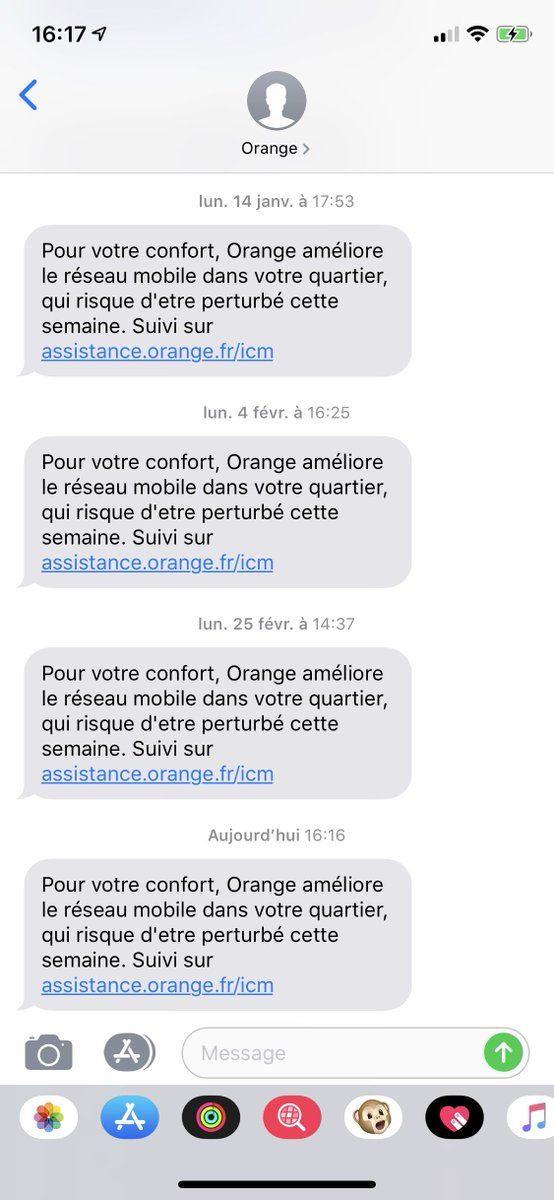 16:17
Orange
lun. 14 janv. à 17:53
Pour votre confort, Orange améliore
le réseau mobile dans votre quartier,
qui risque d'etre perturbé cette
semaine. Suivi sur
assistance.orange.fr/icm
lun. 4 févr. à 16:25
Pour votre confort, Orange améliore
le réseau mobile dans votre quartier,
qui risque d'etre perturbé cette
semaine. Suivi sur
assistance.orange.fr/icm
lun. 25 févr. à 14:37
Pour votre confort, Orange améliore
le réseau mobile dans votre quartier,
qui risque d'etre perturbé cette
semaine. Suivi sur
assistance.orange.fr/icm
Aujourd’hui 16:16
Pour votre confort, Orange améliore
le réseau mobile dans votre quartier,
qui risque d'etre perturbé cette
semaine. Suivi sur
assistance.orange.fr/icm
Message